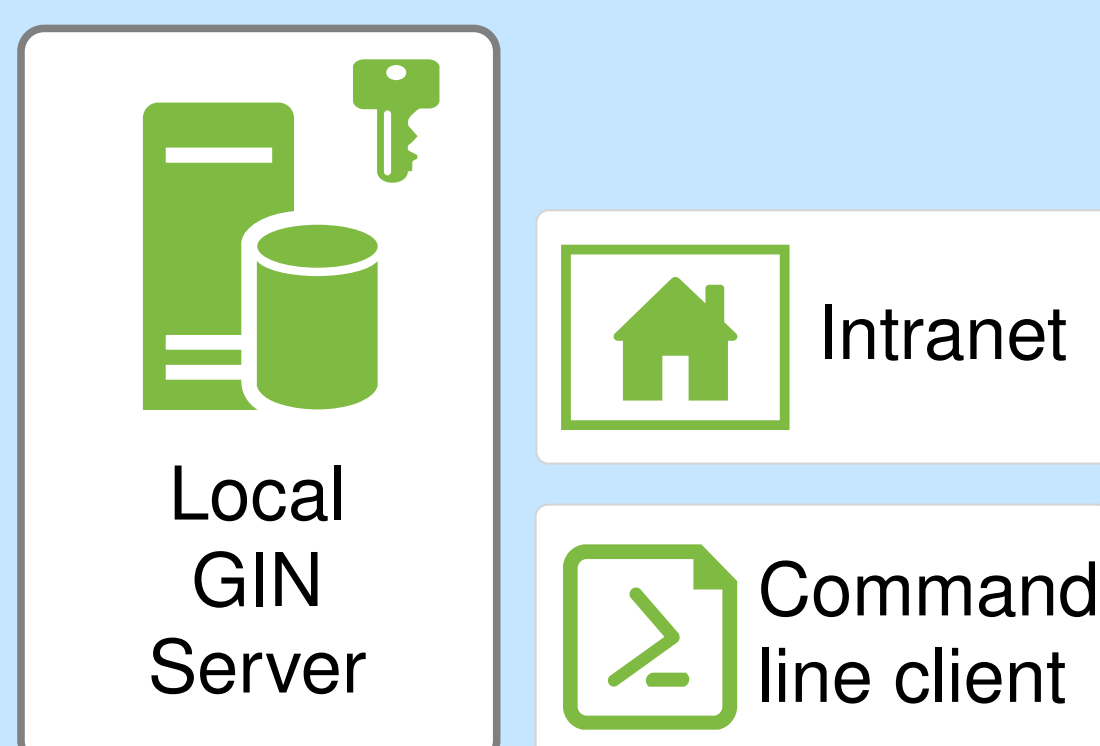 Local
GIN
Server
Intranet
Command
line client